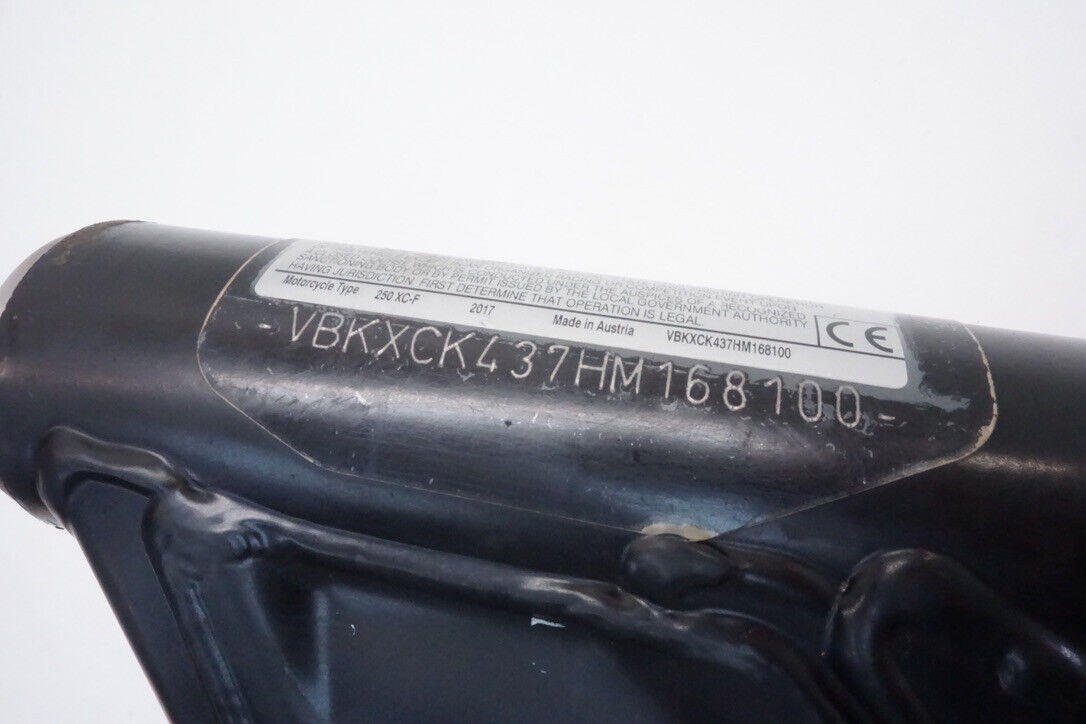 SANCTIONING BODY OR BY PERMIT ISSUED BY THE LOCAL GOVERNMENT AUTHORITY
HAVING JURISDICTION. FIRST DETERMINE THAT OPERATION IS LEGAL.
Motorcycle Type 250 XC-F 2017 Made in Austria VBKXCK437HM168100
CE
-VBKXCK437HM168100-